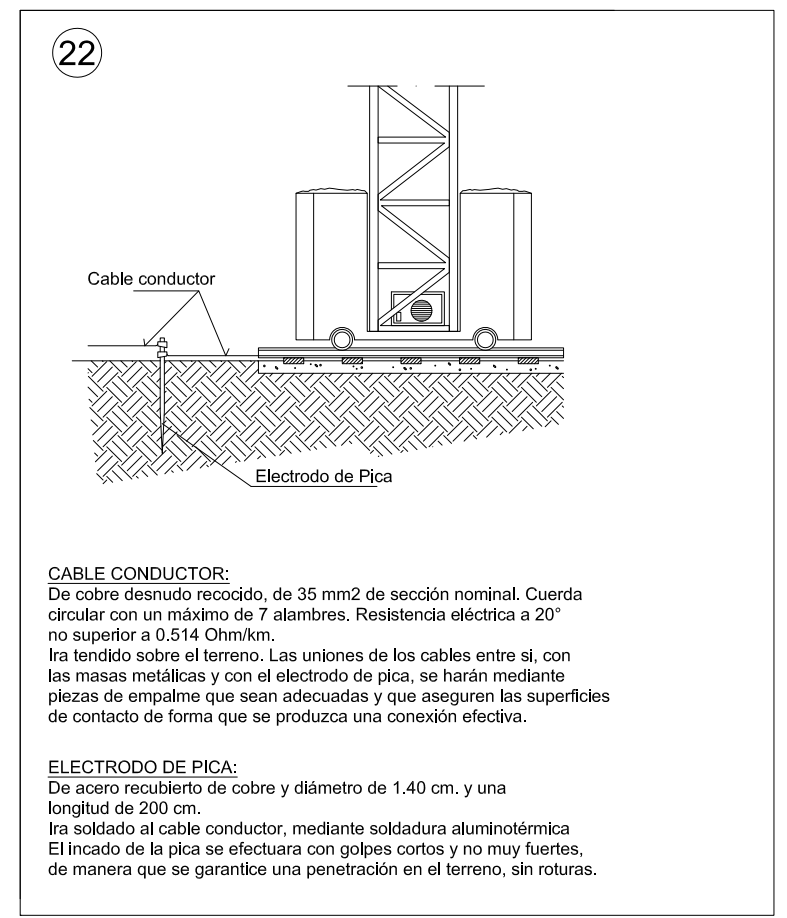 22
Cable conductor
Electrodo de Pica
CABLE CONDUCTOR:
De cobre desnudo recocido, de 35 mm2 de sección nominal. Cuerda
circular con un máximo de 7 alambres. Resistencia eléctrica a 20°
no superior a 0.514 Ohm/km.
Ira tendido sobre el terreno. Las uniones de los cables entre si, con
las masas metálicas y con el electrodo de pica, se harán mediante
piezas de empalme que sean adecuadas y que aseguren las superficies
de contacto de forma que se produzca una conexión efectiva.
ELECTRODO DE PICA:
De acero recubierto de cobre y diámetro de 1.40 cm. y una
longitud de 200 cm.
Ira soldado al cable conductor, mediante soldadura aluminotérmica
El incado de la pica se efectuara con golpes cortos y no muy fuertes,
de manera que se garantice una penetración en el terreno, sin roturas.